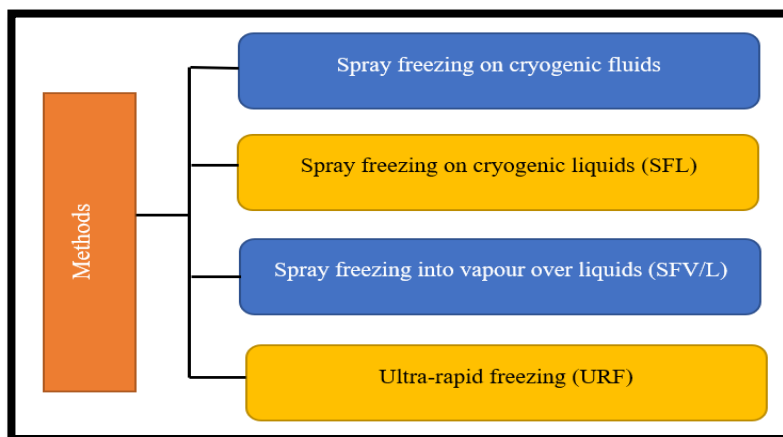 Methods
Spray freezing on cryogenic fluids
Spray freezing on cryogenic liquids (SFL)
Spray freezing into vapour over liquids (SFV/L)
Ultra-rapid freezing (URF)